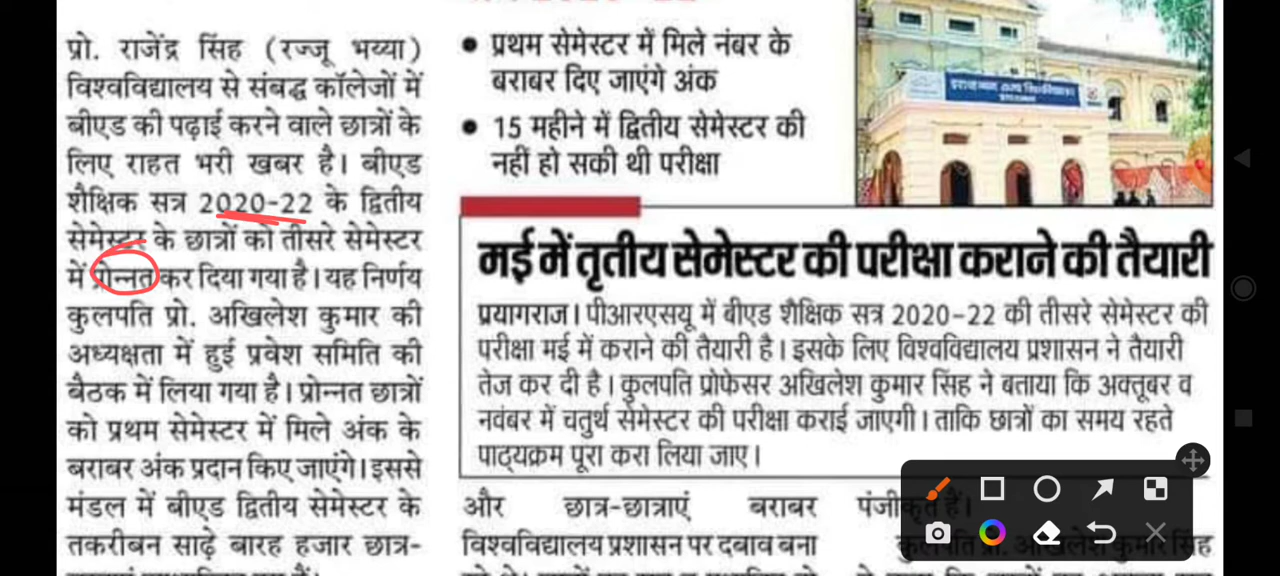 प्रो. राजेंद्र सिंह (रज्जू भय्या)
विश्वविद्यालय से संबद्ध कॉलेजों में
बीएड की पढ़ाई करने वाले छात्रों के
लिए राहत भरी खबर है। बीएड
शैक्षिक सत्र 2020-22 के द्वितीय
सेमेस्टर के छात्रों को तीसरे सेमेस्टर
में प्रोन्नत कर दिया गया है। यह निर्णय
कुलपति प्रो. अखिलेश कुमार की
अध्यक्षता में हुई प्रवेश समिति की
बैठक में लिया गया है। प्रोन्नत छात्रों
को प्रथम सेमेस्टर में मिले अंक के
बराबर अंक प्रदान किए जाएंगे। इससे
मंडल में बीएड द्वितीय सेमेस्टर के
तकरीबन साढ़े बारह हजार छात्र-
• प्रथम सेमेस्टर में मिले नंबर के
बराबर दिए जाएंगे अंक
• 15 महीने में द्वितीय सेमेस्टर की
नहीं हो सकी थी परीक्षा
मई में तृतीय सेमेस्टर की परीक्षा कराने की तैयारी
प्रयागराज। पीआरएसयू में बीएड शैक्षिक सत्र 2020-22 की तीसरे सेमेस्टर की
परीक्षा मई में कराने की तैयारी है। इसके लिए विश्वविद्यालय प्रशासन ने तैयारी
तेज कर दी है। कुलपति प्रोफेसर अखिलेश कुमार सिंह ने बताया कि अक्तूबर व
नवंबर में चतुर्थ सेमेस्टर की परीक्षा कराई जाएगी। ताकि छात्रों का समय रहते
पाठ्यक्रम पूरा करा लिया जाए।
और छात्र-छात्राएं बराबर
विश्वविद्यालय प्रशासन पर दबाव बना
पंजीकृत हैं।
कुलपति प्रो. अखिलेश कुमार सिंह